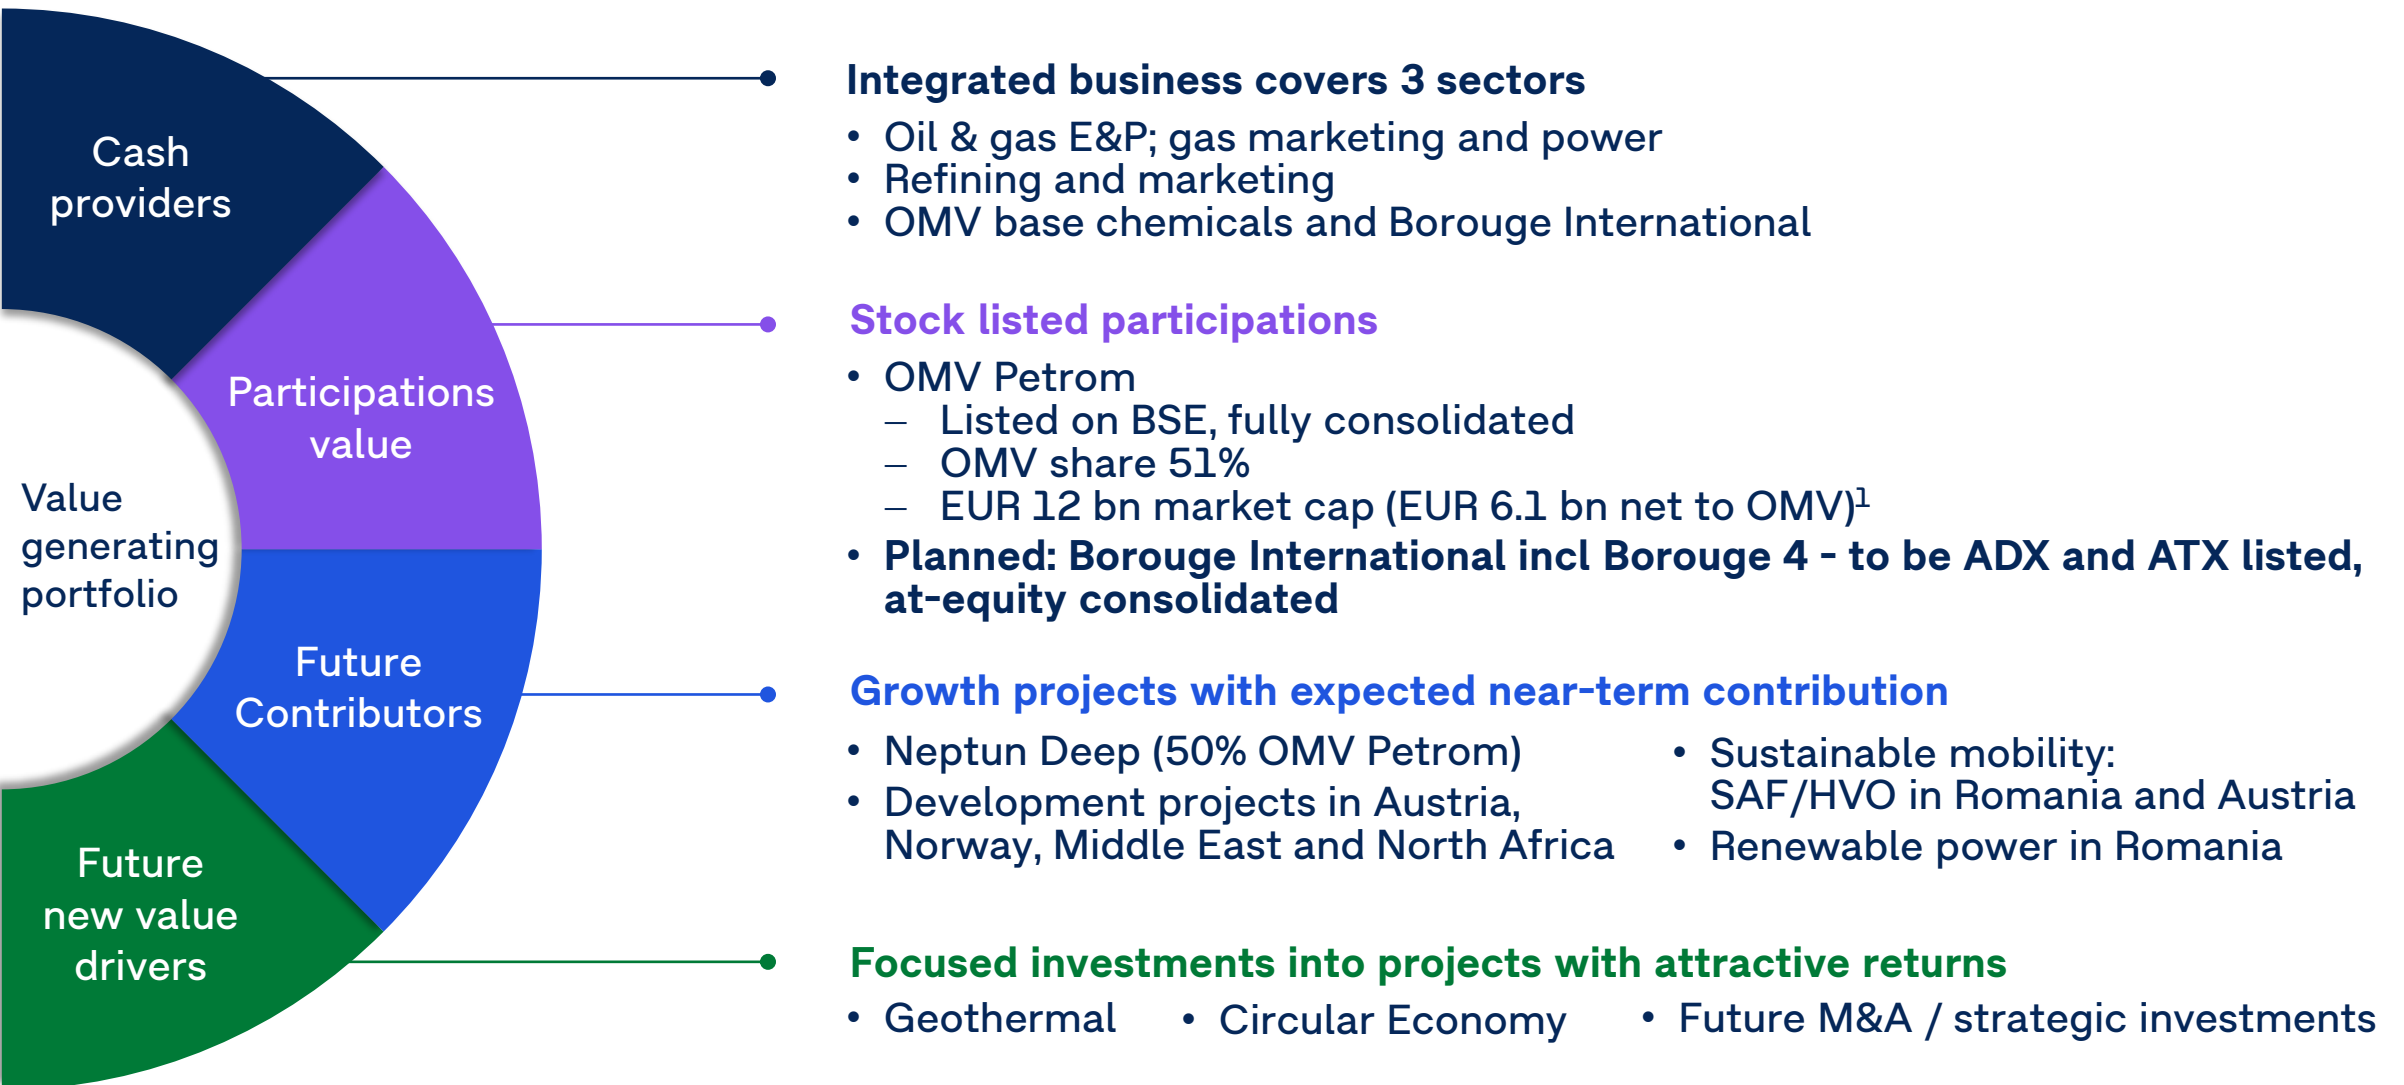 Cash
providers
Integrated business covers 3 sectors
• Oil & gas E&P; gas marketing and power
• Refining and marketing
• OMV base chemicals and Borouge International
Participations
value
Stock listed participations
• OMV Petrom
– Listed on BSE, fully consolidated
– OMV share 51%
– EUR 12 bn market cap (EUR 6.1 bn net to OMV)¹
• Planned: Borouge International incl Borouge 4 - to be ADX and ATX listed,
at-equity consolidated
Value
generating
portfolio
Future
Contributors
Growth projects with expected near-term contribution
• Neptun Deep (50% OMV Petrom)
• Development projects in Austria,
Norway, Middle East and North Africa
• Sustainable mobility:
SAF/HVO in Romania and Austria
• Renewable power in Romania
Future
new value
drivers
Focused investments into projects with attractive returns
• Geothermal
• Circular Economy
• Future M&A / strategic investments